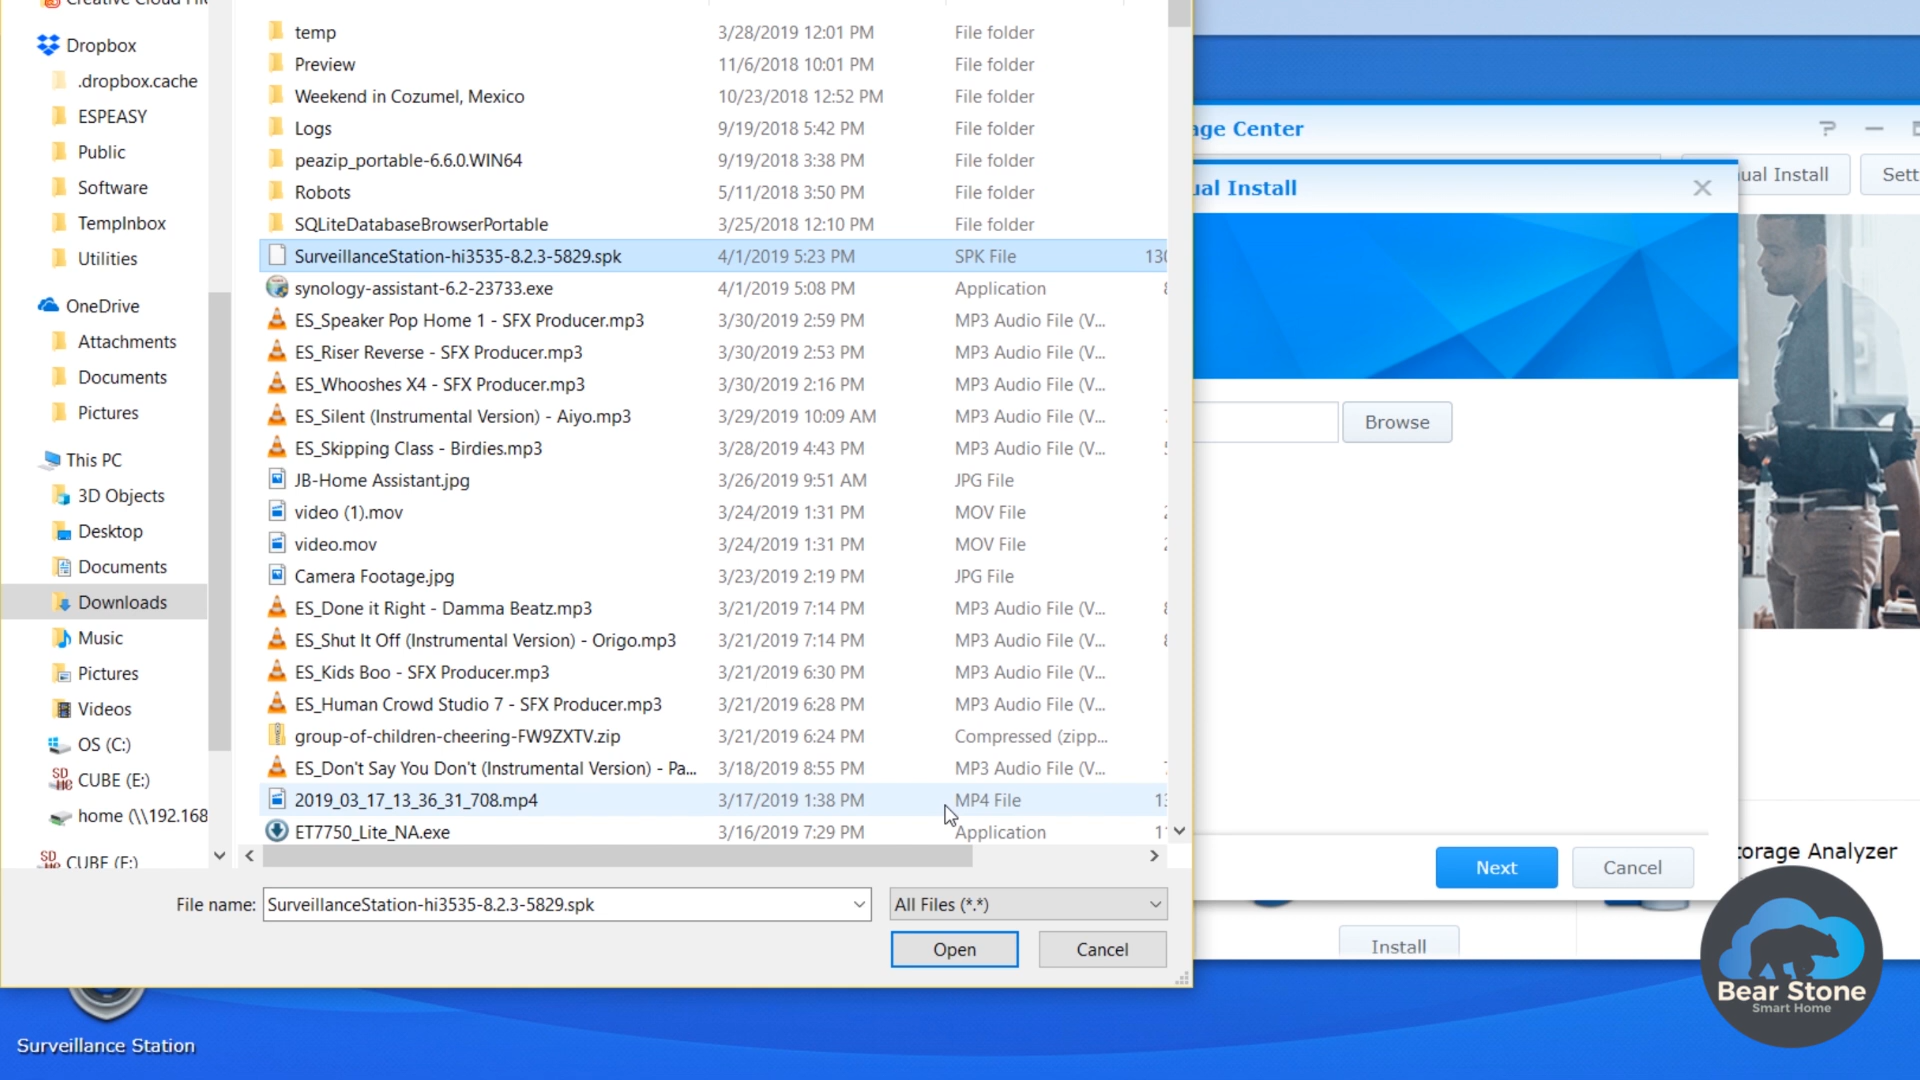 Dropbox
.dropbox.cache
ESPEASY
Public
Software
TempInbox
Utilities
OneDrive
Attachments
Documents
Pictures
This PC
3D Objects
Desktop
Documents
Downloads
Music
Pictures
Videos
OS (C:)
CUBE (E:)
home (\\192.168
CUBE (E:)
temp 3/28/2019 12:01 PM File folder
Preview 11/6/2018 10:01 PM File folder
Weekend in Cozumel, Mexico 10/23/2018 12:52 PM File folder
Logs 9/19/2018 5:42 PM File folder
peazip_portable-6.6.0.WIN64 9/19/2018 3:38 PM File folder
Robots 5/11/2018 3:50 PM File folder
SQLiteDatabaseBrowserPortable 3/25/2018 12:10 PM File folder
SurveillanceStation-hi3535-8.2.3-5829.spk 4/1/2019 5:23 PM SPK File
synology-assistant-6.2-23733.exe 4/1/2019 5:08 PM Application
ES_Speaker Pop Home 1 - SFX Producer.mp3 3/30/2019 2:59 PM MP3 Audio File (V...
ES_Riser Reverse - SFX Producer.mp3 3/30/2019 2:53 PM MP3 Audio File (V...
ES_Whooshes X4 - SFX Producer.mp3 3/30/2019 2:16 PM MP3 Audio File (V...
ES_Silent (Instrumental Version) - Aiyo.mp3 3/29/2019 10:09 AM MP3 Audio File (V...
ES_Skipping Class - Birdies.mp3 3/28/2019 4:43 PM MP3 Audio File (V...
JB-Home Assistant.jpg 3/26/2019 9:51 AM JPG File
video (1).mov 3/24/2019 1:31 PM MOV File
video.mov 3/24/2019 1:31 PM MOV File
Camera Footage.jpg 3/23/2019 2:19 PM JPG File
ES_Done it Right - Damma Beatz.mp3 3/21/2019 7:14 PM MP3 Audio File (V...
ES_Shut It Off (Instrumental Version) - Origo.mp3 3/21/2019 7:14 PM MP3 Audio File (V...
ES_Kids Boo - SFX Producer.mp3 3/21/2019 6:30 PM MP3 Audio File (V...
ES_Human Crowd Studio 7 - SFX Producer.mp3 3/21/2019 6:28 PM MP3 Audio File (V...
group-of-children-cheering-FW9ZXTV.zip 3/21/2019 6:24 PM Compressed (zipp...
ES_Don't Say You Don't (Instrumental Version) - Pa... 3/18/2019 8:55 PM MP3 Audio File (V...
2019_03_17_13_36_31_708.mp4 3/17/2019 1:38 PM MP4 File
ET7750_Lite_NA.exe 3/16/2019 7:29 PM Application
File name: SurveillanceStation-hi3535-8.2.3-5829.spk All Files (*.*)
Open Cancel
age Center
ual Install Sett
ual Install
Browse
Next Cancel
torage Analyzer
Install
Bear Stone
Smart Home
Surveillance Station